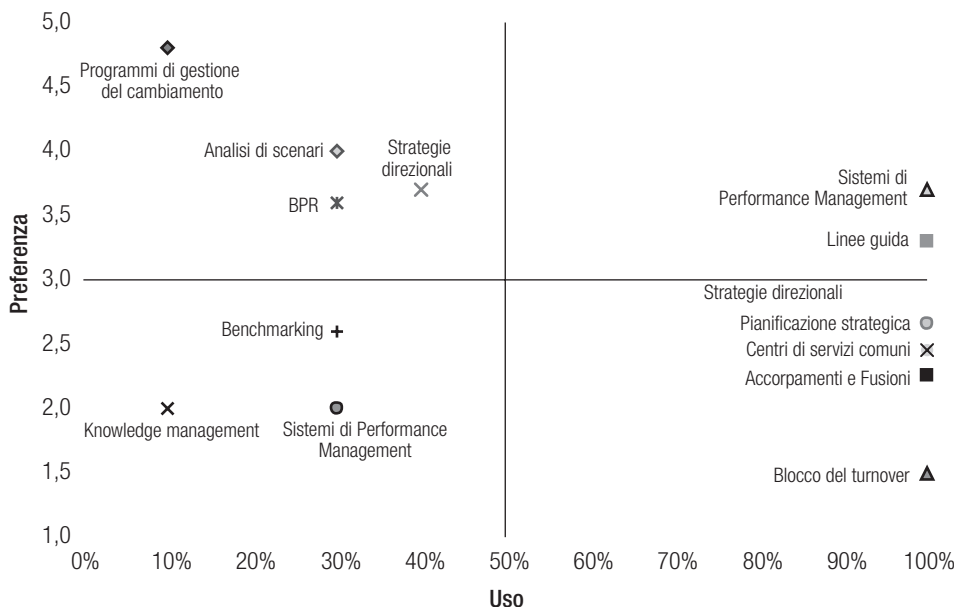 5,0
4,5
4,0
3,5
3,0
2,5
2,0
1,5
1,0
Preferenza
Programmi di gestione
del cambiamento
Analisi di scenari
Strategie
direzionali
BPR
Sistemi di
Performance Management
Linee guida
Strategie direzionali
Benchmarking
Pianificazione strategica
Centri di servizi comuni
Accorpamenti e Fusioni
Knowledge management
Sistemi di Performance
Management
Blocco del turnover
0%
10%
20%
30%
40%
50%
60%
70%
80%
90%
100%
Uso